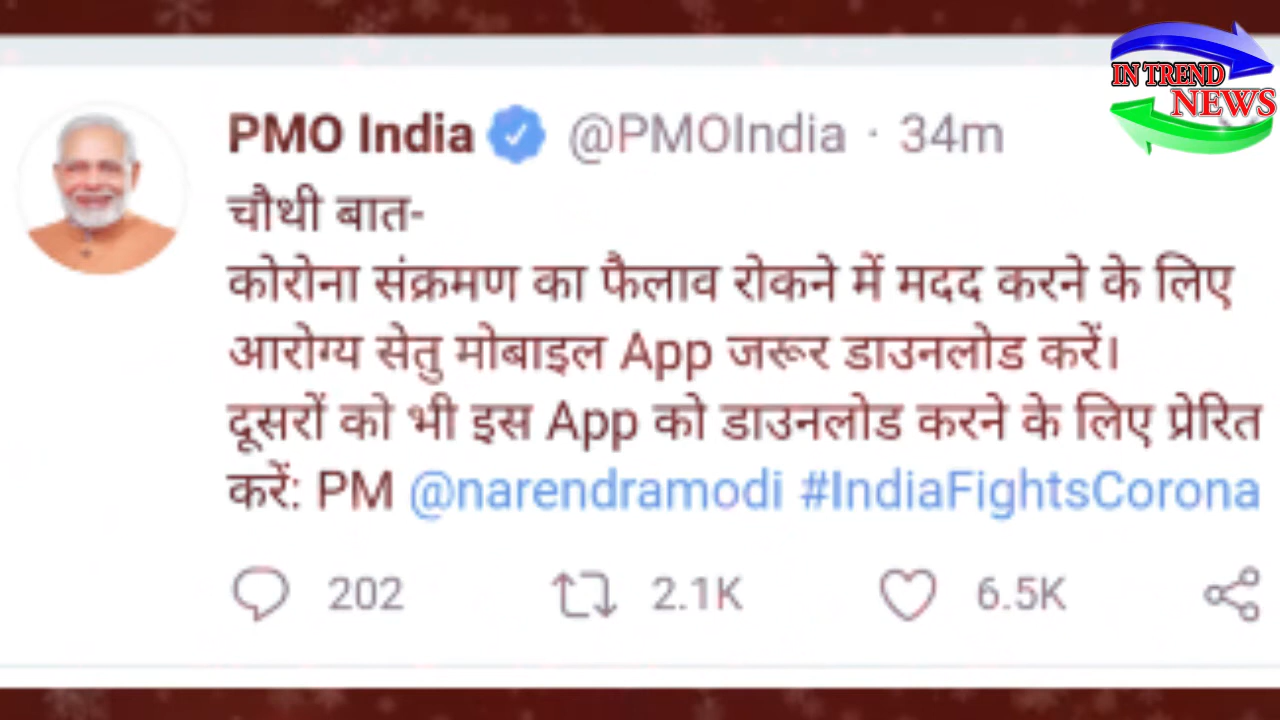 IN TREND
NEWS
PMO India @PMOIndia · 34m
चौथी बात-
कोरोना संक्रमण का फैलाव रोकने में मदद करने के लिए
आरोग्य सेतु मोबाइल App जरूर डाउनलोड करें।
दूसरों को भी इस App को डाउनलोड करने के लिए प्रेरित
करें: PM @narendramodi #IndiaFightsCorona
202 2.1K 6.5K